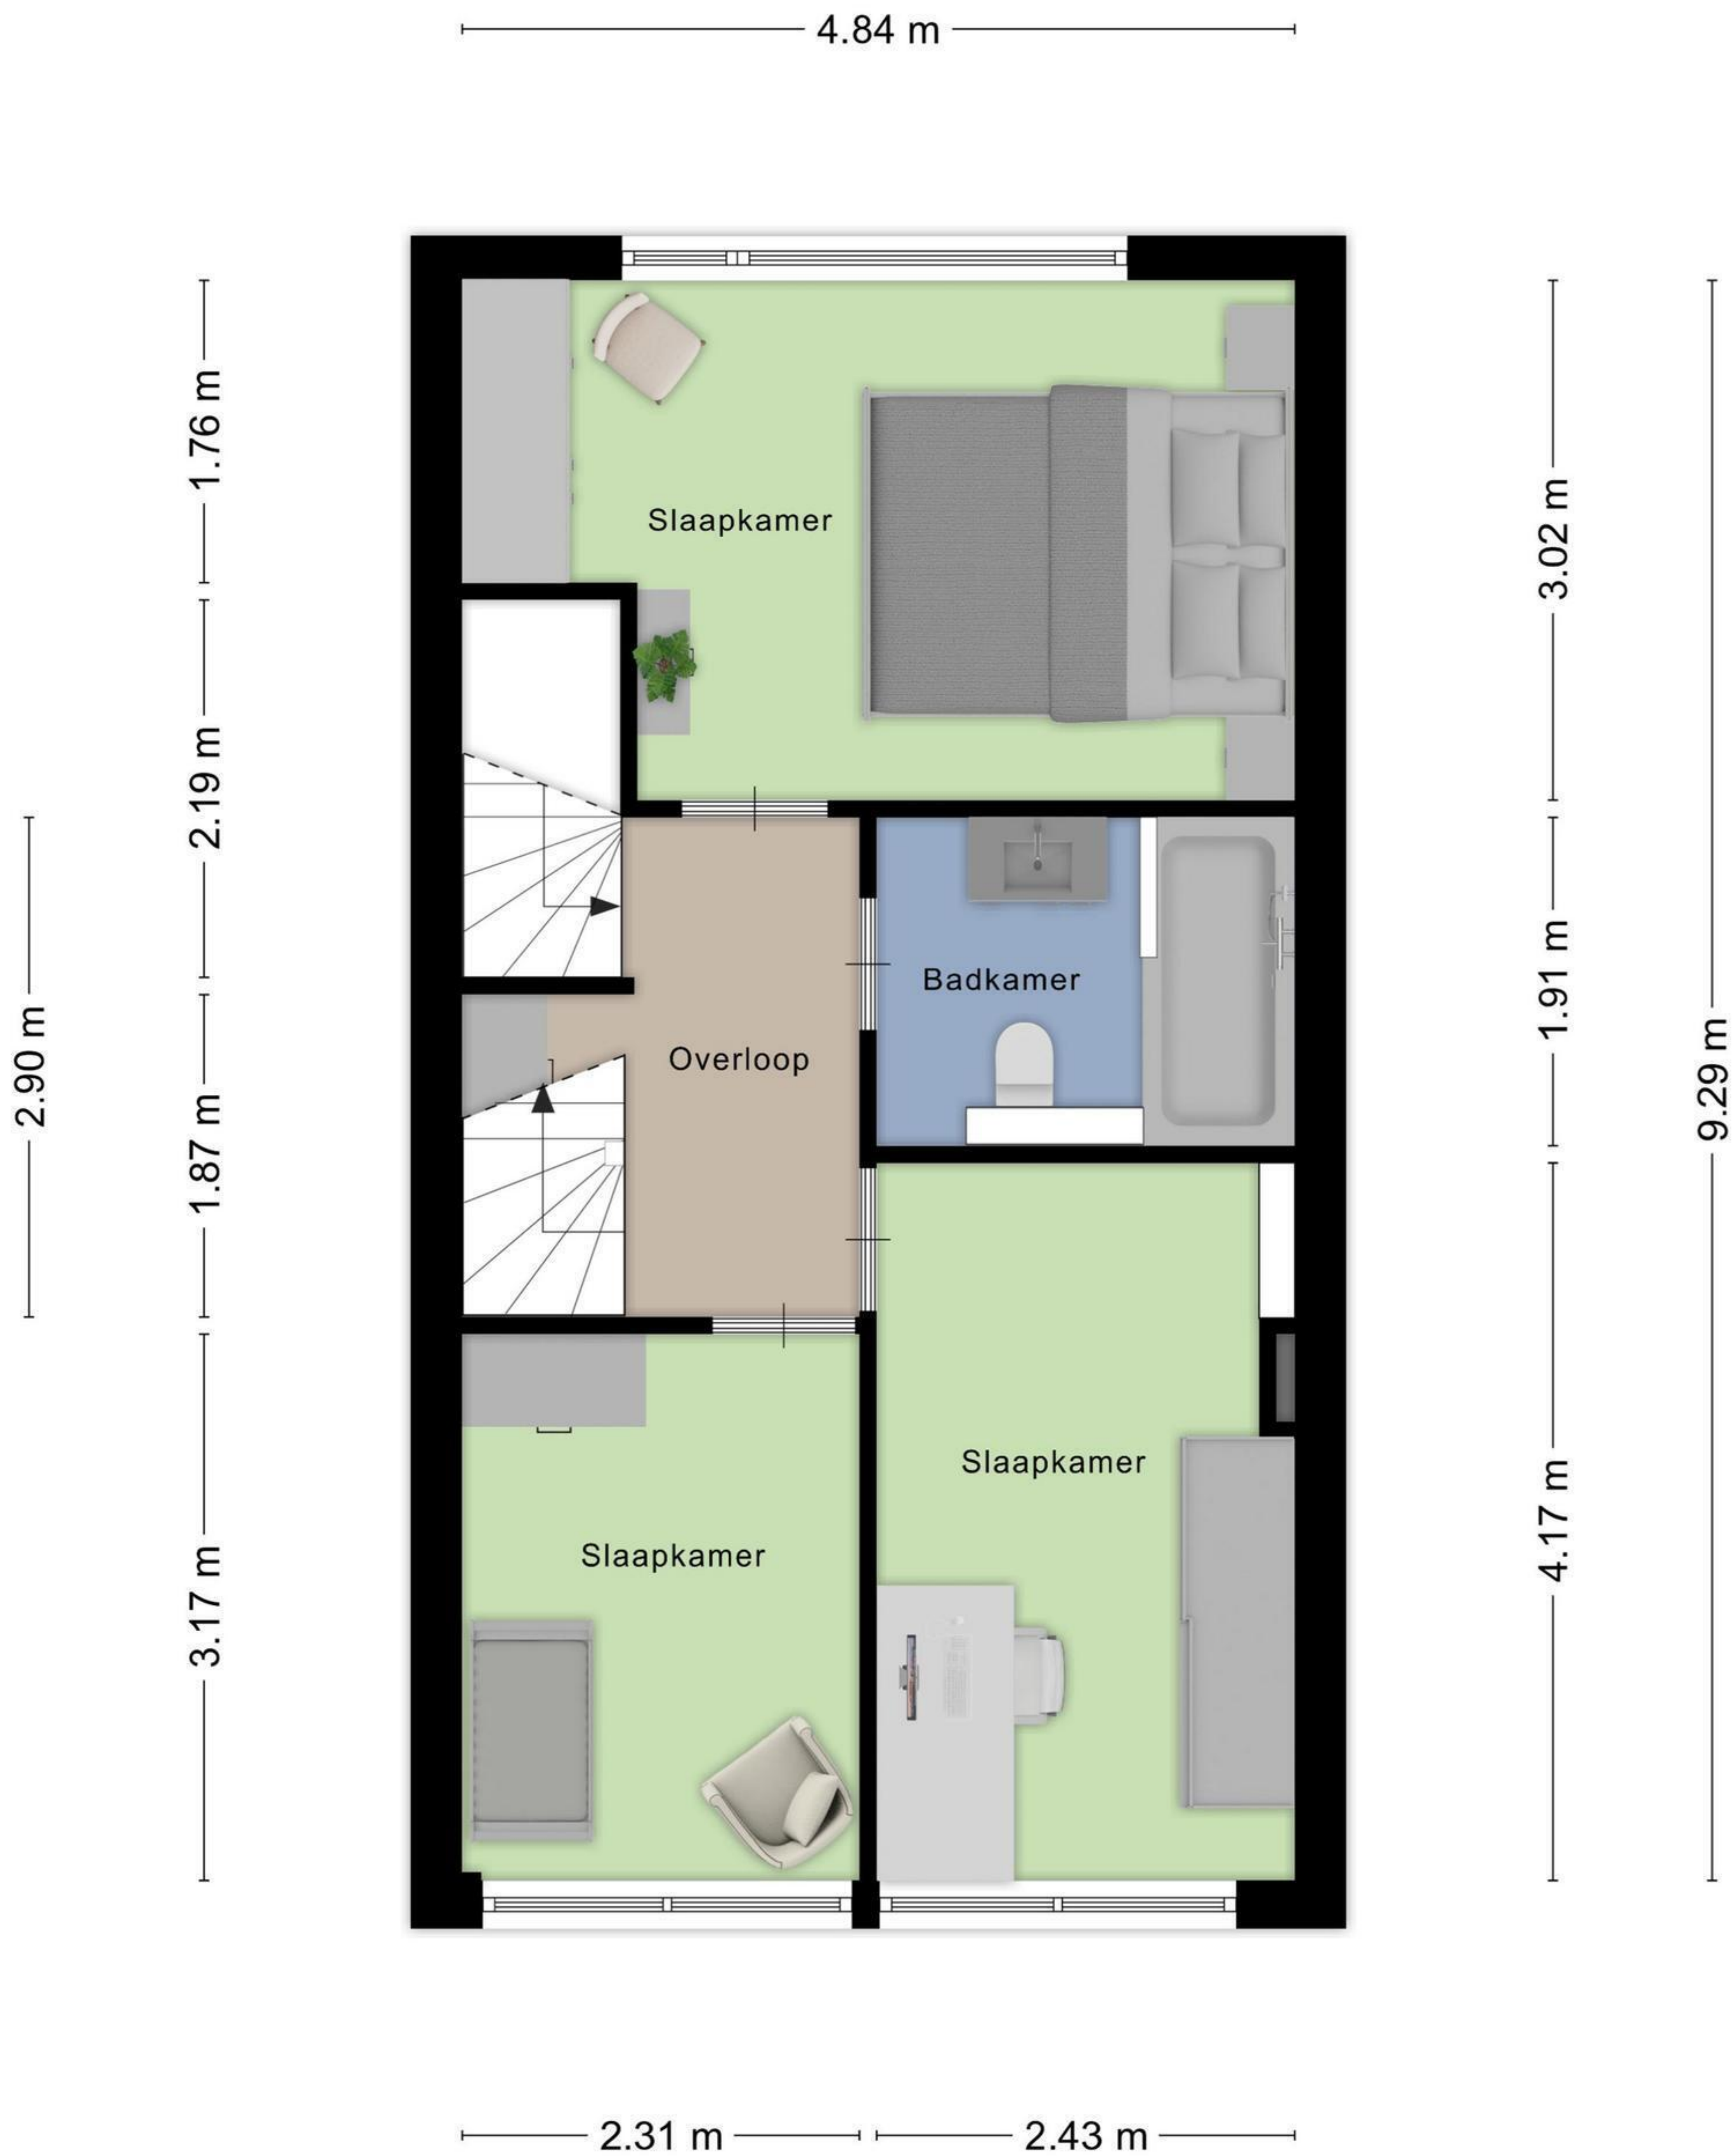 4.84 m
1.76 m
3.02 m
Slaapkamer
2.19 m
1.91 m
Badkamer
2.90 m
Overloop
9.29 m
1.87 m
4.17 m
Slaapkamer
Slaapkamer
3.17 m
2.31 m
2.43 m